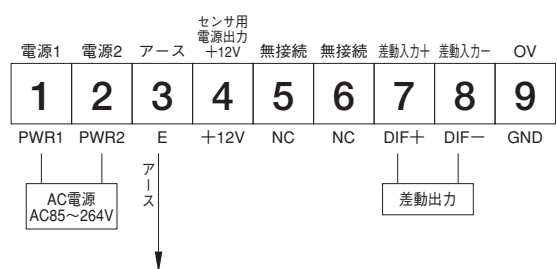 センサ用
電源出力
電源1 電源2 アース +12V 無接続 無接続 差動入力+ 差動入力- OV
1 2 3 4 5 6 7 8 9
PWR1 PWR2 E +12V NC NC DIF+ DIF- GND
アース
AC電源
AC85~264V
差動出力